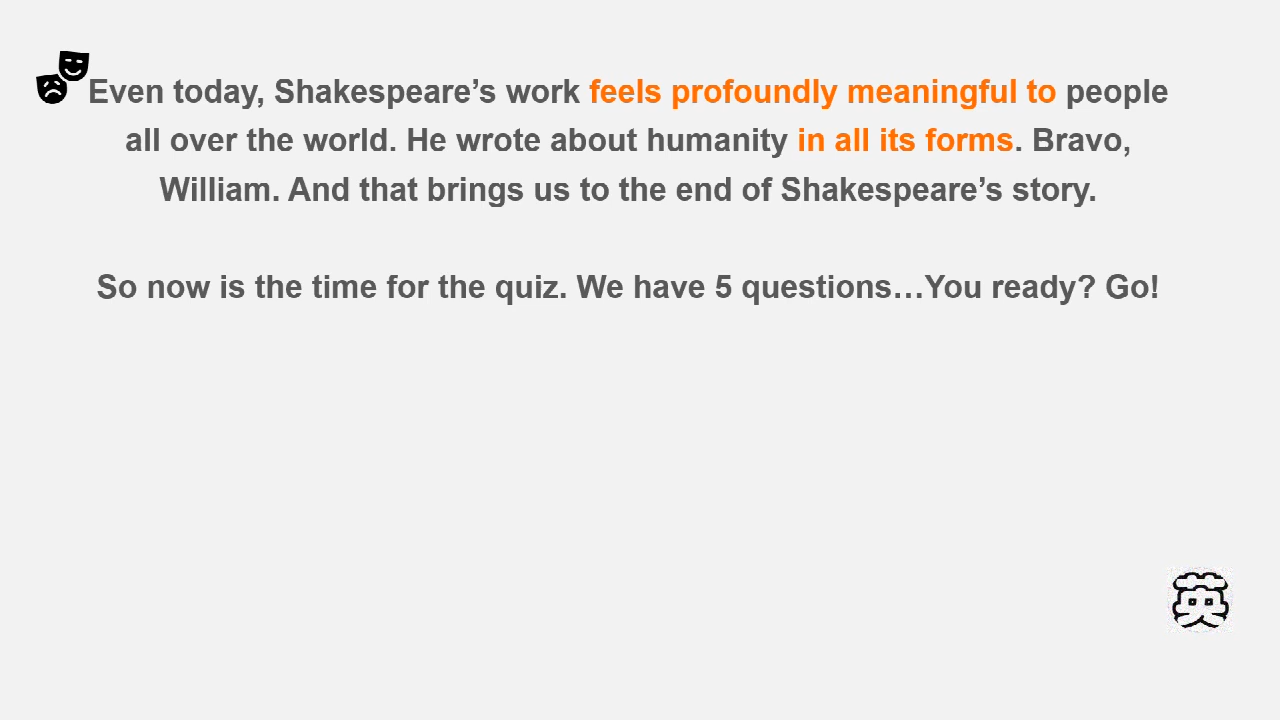 Even today, Shakespeare’s work feels profoundly meaningful to people
all over the world. He wrote about humanity in all its forms. Bravo,
William. And that brings us to the end of Shakespeare’s story.
So now is the time for the quiz. We have 5 questions…You ready? Go!
英